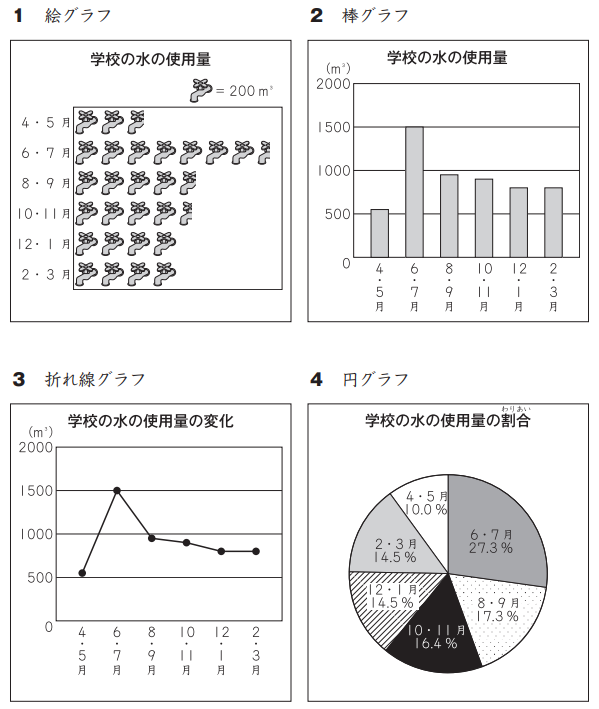 1 絵グラフ
学校の水の使用量
= 200 m³
4・5 月
6・7 月
8・9 月
10・11 月
12・1 月
2・3 月
2 棒グラフ
学校の水の使用量
(m³)
2000
1500
1000
500
0
4・5月
6・7月
8・9月
10・11月
12・1月
2・3月
3 折れ線グラフ
学校の水の使用量の変化
(m³)
2000
1500
1000
500
0
4・5月
6・7月
8・9月
10・11月
12・1月
2・3月
4 円グラフ
わりあい
学校の水の使用量の割合
4・5 月
10.0 %
6・7 月
27.3 %
2・3 月
14.5 %
12・1 月
14.5 %
8・9 月
17.3 %
10・11 月
16.4 %